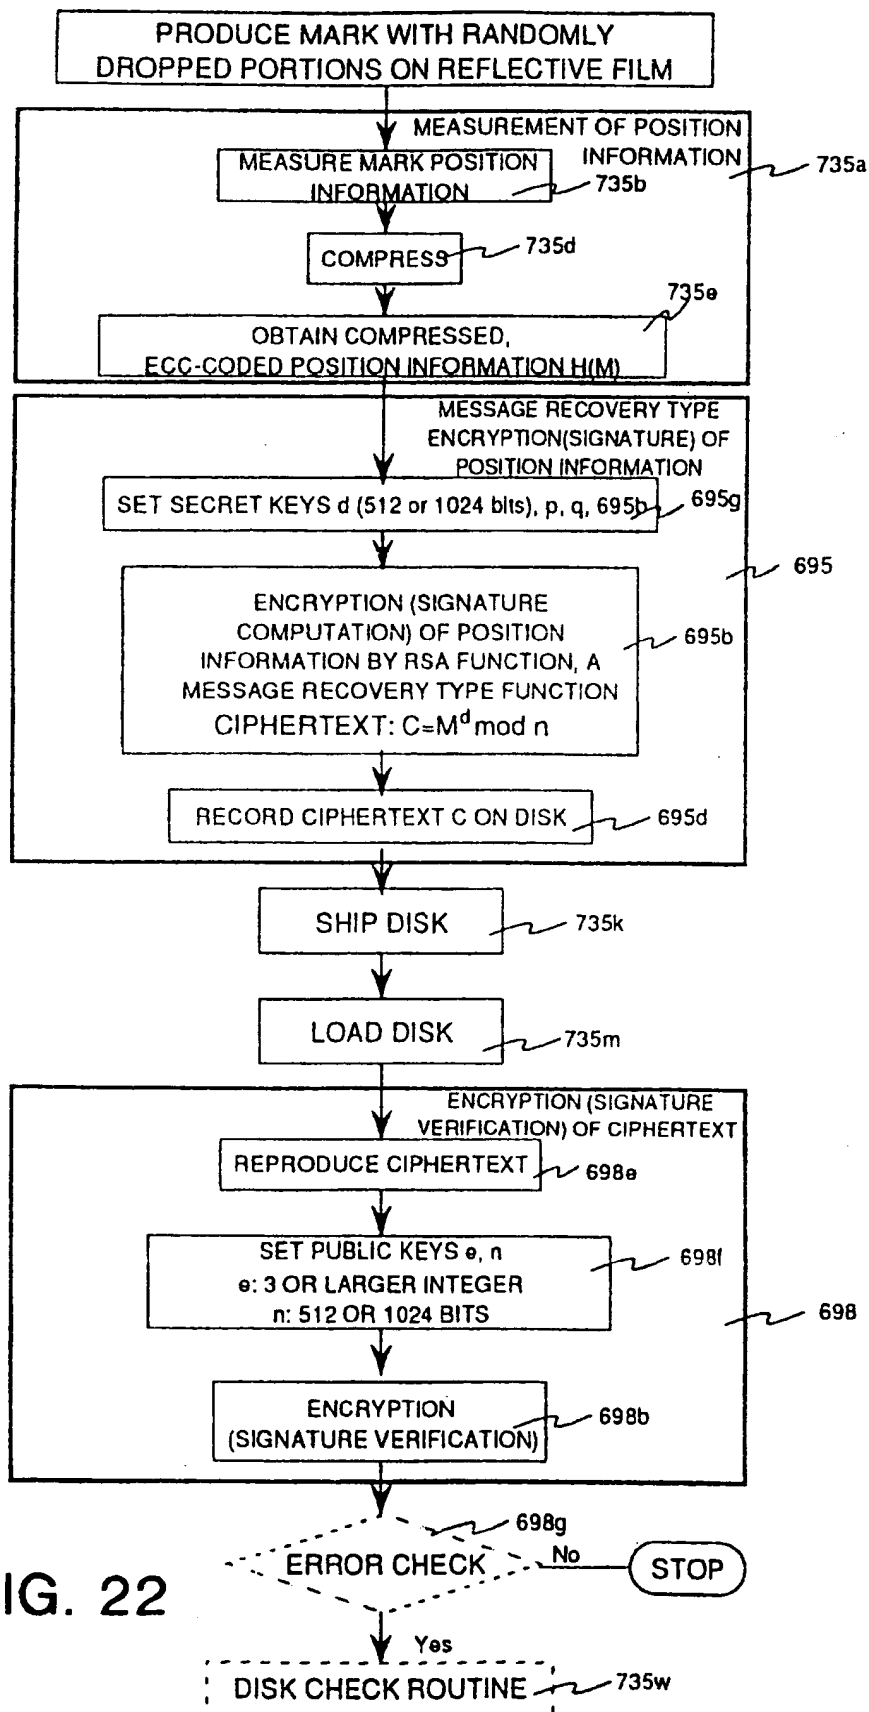 PRODUCE MARK WITH RANDOMLY
DROPPED PORTIONS ON REFLECTIVE FILM
MEASUREMENT OF POSITION
INFORMATION
735a
MEASURE MARK POSITION
INFORMATION
735b
COMPRESS
735d
735e
OBTAIN COMPRESSED,
ECC-CODED POSITION INFORMATION H(M)
MESSAGE RECOVERY TYPE
ENCRYPTION(SIGNATURE) OF
POSITION INFORMATION
SET SECRET KEYS d (512 or 1024 bits), p, q, 695b
695g
695
ENCRYPTION (SIGNATURE
COMPUTATION) OF POSITION
INFORMATION BY RSA FUNCTION, A
MESSAGE RECOVERY TYPE FUNCTION
CIPHERTEXT: C=M^d mod n
695b
RECORD CIPHERTEXT C ON DISK
695d
SHIP DISK
735k
LOAD DISK
735m
ENCRYPTION (SIGNATURE
VERIFICATION) OF CIPHERTEXT
REPRODUCE CIPHERTEXT
698e
SET PUBLIC KEYS e, n
e: 3 OR LARGER INTEGER
n: 512 OR 1024 BITS
698f
698
ENCRYPTION
(SIGNATURE VERIFICATION)
698b
698g
ERROR CHECK
No
STOP
IG. 22
Yes
DISK CHECK ROUTINE
735w